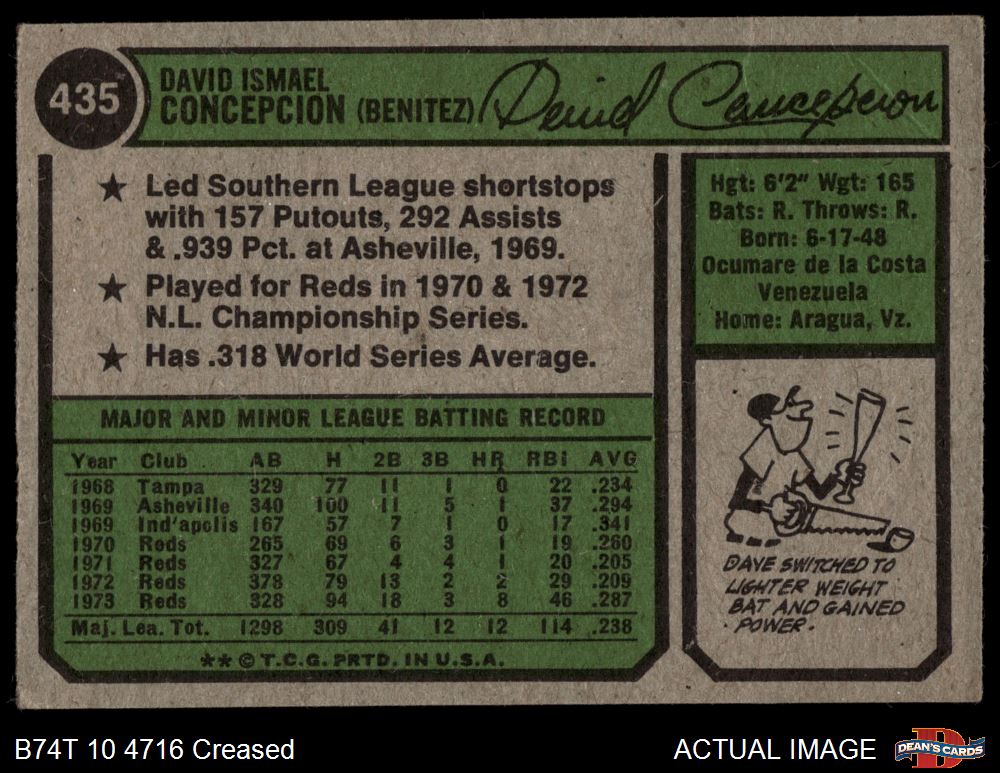 435
DAVID ISMAEL
CONCEPCION (BENITEZ)
David Concepcion
★ Led Southern League shortstops
with 157 Putouts, 292 Assists
& .939 Pct. at Asheville, 1969.
★ Played for Reds in 1970 & 1972
N.L. Championship Series.
★ Has .318 World Series Average.
Hgt: 6'2" Wgt: 165
Bats: R. Throws: R.
Born: 6-17-48
Ocumare de la Costa
Venezuela
Home: Aragua, Vz.
MAJOR AND MINOR LEAGUE BATTING RECORD
Year Club AB H 2B 3B HR RBI AVG
1968 Tampa 329 77 11 1 0 22 .234
1969 Asheville 340 100 11 5 1 37 .294
1969 Ind'apolis 167 57 7 1 0 17 .341
1970 Reds 265 69 6 3 1 19 .260
1971 Reds 327 67 4 4 1 20 .205
1972 Reds 378 79 13 2 2 29 .209
1973 Reds 328 94 18 3 8 46 .287
Maj. Lea. Tot. 1298 309 41 12 12 114 .238
** © T.C.G. PRTD. IN U.S.A.
DAVE SWITCHED TO
LIGHTER WEIGHT
BAT AND GAINED
POWER.
B74T 10 4716 Creased
ACTUAL IMAGE
D
DEAN'S CARDS